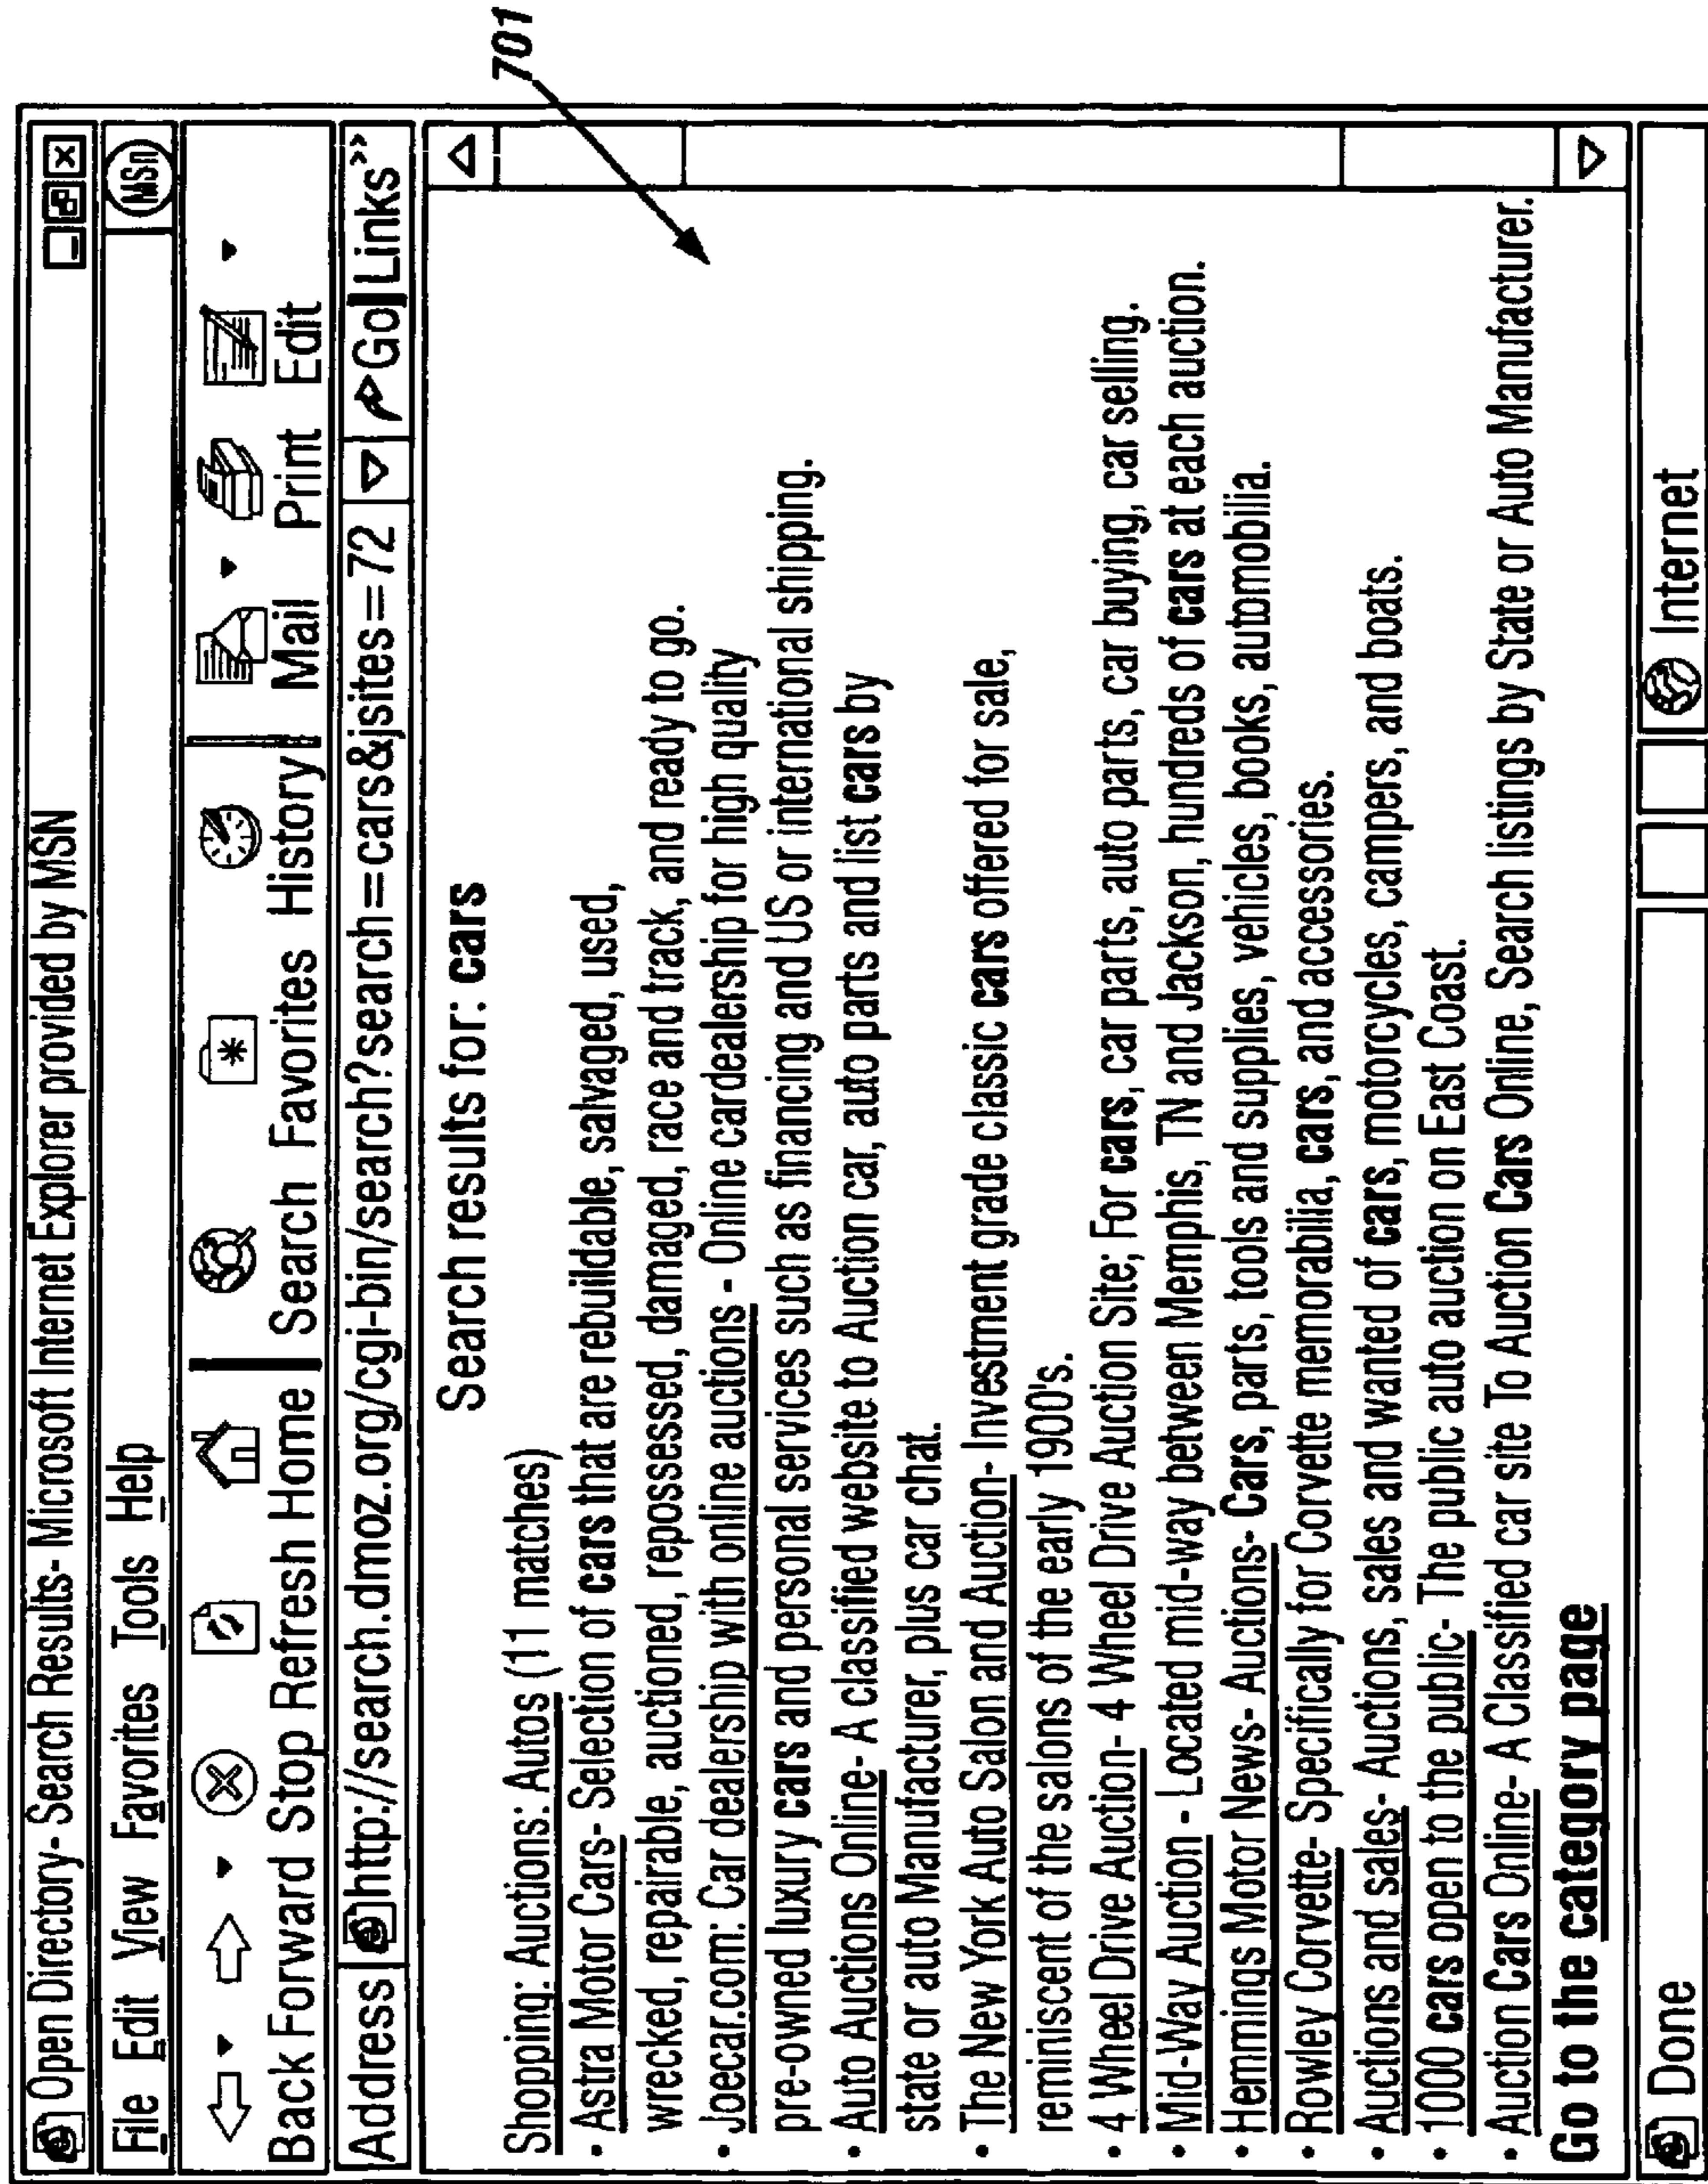 Open Directory- Search Results- Microsoft Internet Explorer provided by MSN
File Edit View Favorites Tools Help
MSn
Back Forward Stop Refresh Home Search Favorites History Mail Print Edit
Address http://search.dmoz.org/cgi-bin/search?search=cars&jsites=72 Go Links »
701
Search results for: cars
Shopping: Auctions: Autos (11 matches)
• Astra Motor Cars- Selection of cars that are rebuildable, salvaged, used,
wrecked, repairable, auctioned, repossessed, damaged, race and track, and ready to go.
• Joecar.com: Car dealership with online auctions - Online cardealership for high quality
pre-owned luxury cars and personal services such as financing and US or international shipping.
• Auto Auctions Online- A classified website to Auction car, auto parts and list cars by
state or auto Manufacturer, plus car chat.
• The New York Auto Salon and Auction- Investment grade classic cars offered for sale,
reminiscent of the salons of the early 1900's.
• 4 Wheel Drive Auction- 4 Wheel Drive Auction Site; For cars, car parts, auto parts, car buying, car selling.
• Mid-Way Auction - Located mid-way between Memphis, TN and Jackson, hundreds of cars at each auction.
• Hemmings Motor News- Auctions- Cars, parts, tools and supplies, vehicles, books, automobilia.
• Rowley Corvette- Specifically for Corvette memorabilia, cars, and accessories.
• Auctions and sales- Auctions, sales and wanted of cars, motorcycles, campers, and boats.
• 1000 cars open to the public- The public auto auction on East Coast.
• Auction Cars Online- A Classified car site To Auction Cars Online, Search listings by State or Auto Manufacturer.
Go to the category page
Done Internet